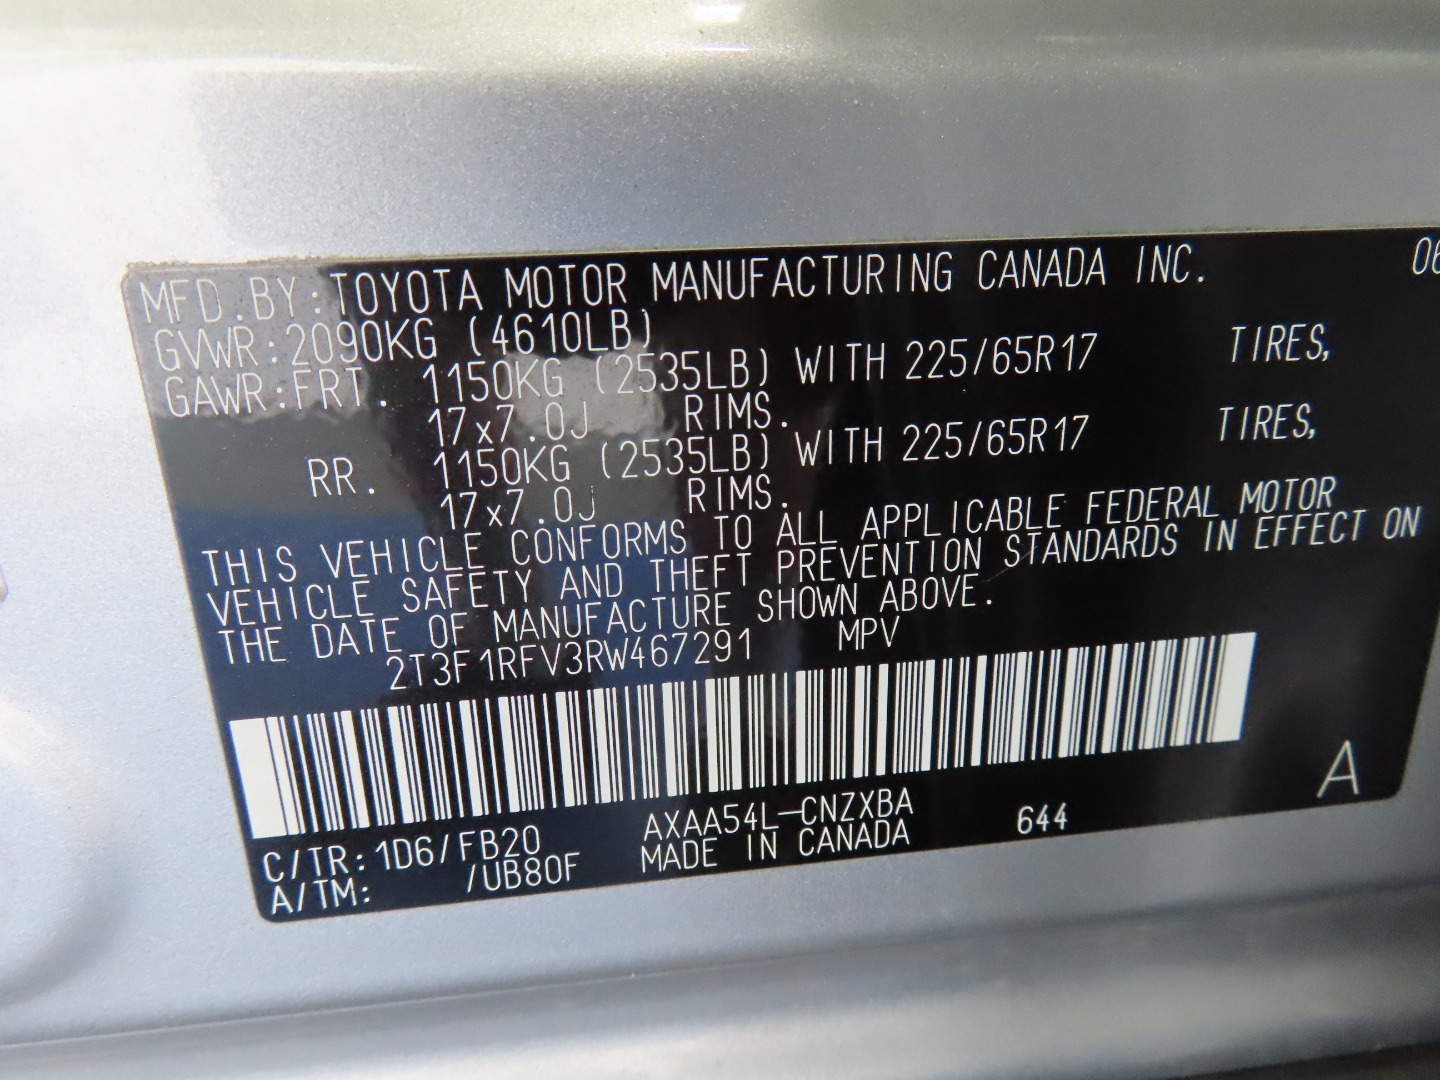 MFD.BY:TOYOTA MOTOR MANUFACTURING CANADA INC. 06
GVWR:2090KG (4610LB)
GAWR:FRT. 1150KG (2535LB) WITH 225/65R17 TIRES,
17x7.0J RIMS.
RR. 1150KG (2535LB) WITH 225/65R17 TIRES,
17x7.0J RIMS.
THIS VEHICLE CONFORMS TO ALL APPLICABLE FEDERAL MOTOR
VEHICLE SAFETY AND THEFT PREVENTION STANDARDS IN EFFECT ON
THE DATE OF MANUFACTURE SHOWN ABOVE.
2T3F1RFV3RW467291 MPV
A
C/TR:1D6/FB20 AXAA54L-CNZXBA 644
A/TM: /UB80F MADE IN CANADA